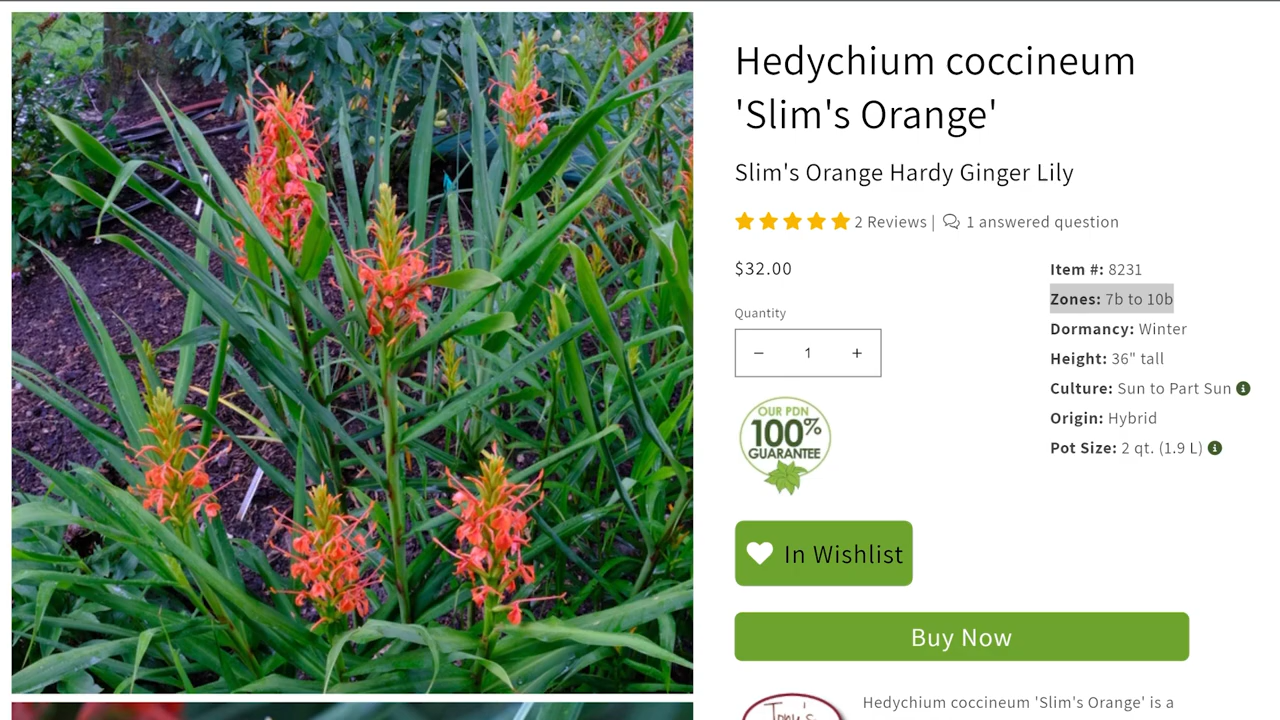 Hedychium coccineum
'Slim's Orange'
Slim's Orange Hardy Ginger Lily
2 Reviews | 1 answered question
$32.00
Quantity
− 1 +
OUR PDN
100%
GUARANTEE
In Wishlist
Buy Now
Item #: 8231
Zones: 7b to 10b
Dormancy: Winter
Height: 36" tall
Culture: Sun to Part Sun
Origin: Hybrid
Pot Size: 2 qt. (1.9 L)
Tony's
Hedychium coccineum 'Slim's Orange' is a